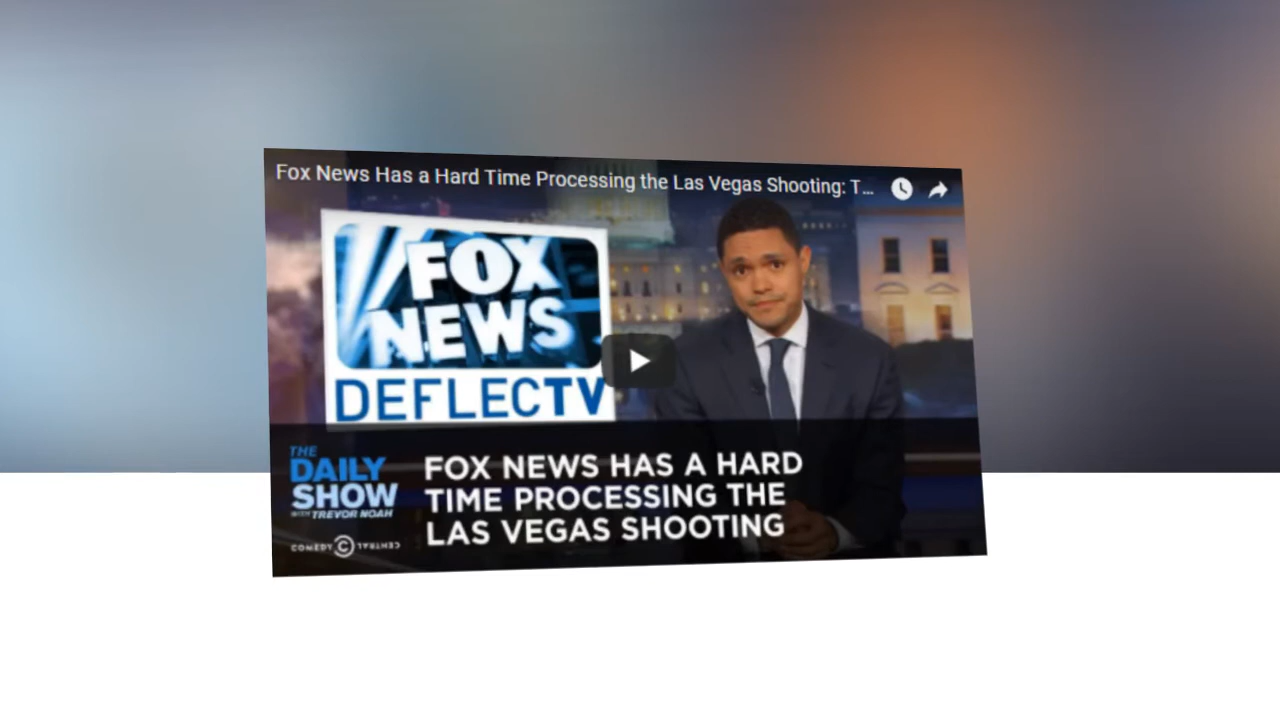 Fox News Has a Hard Time Processing the Las Vegas Shooting: T...
FOX
NEWS
DEFLECTV
THE
DAILY
SHOW
WITH TREVOR NOAH
COMEDY C CENTRAL
FOX NEWS HAS A HARD
TIME PROCESSING THE
LAS VEGAS SHOOTING